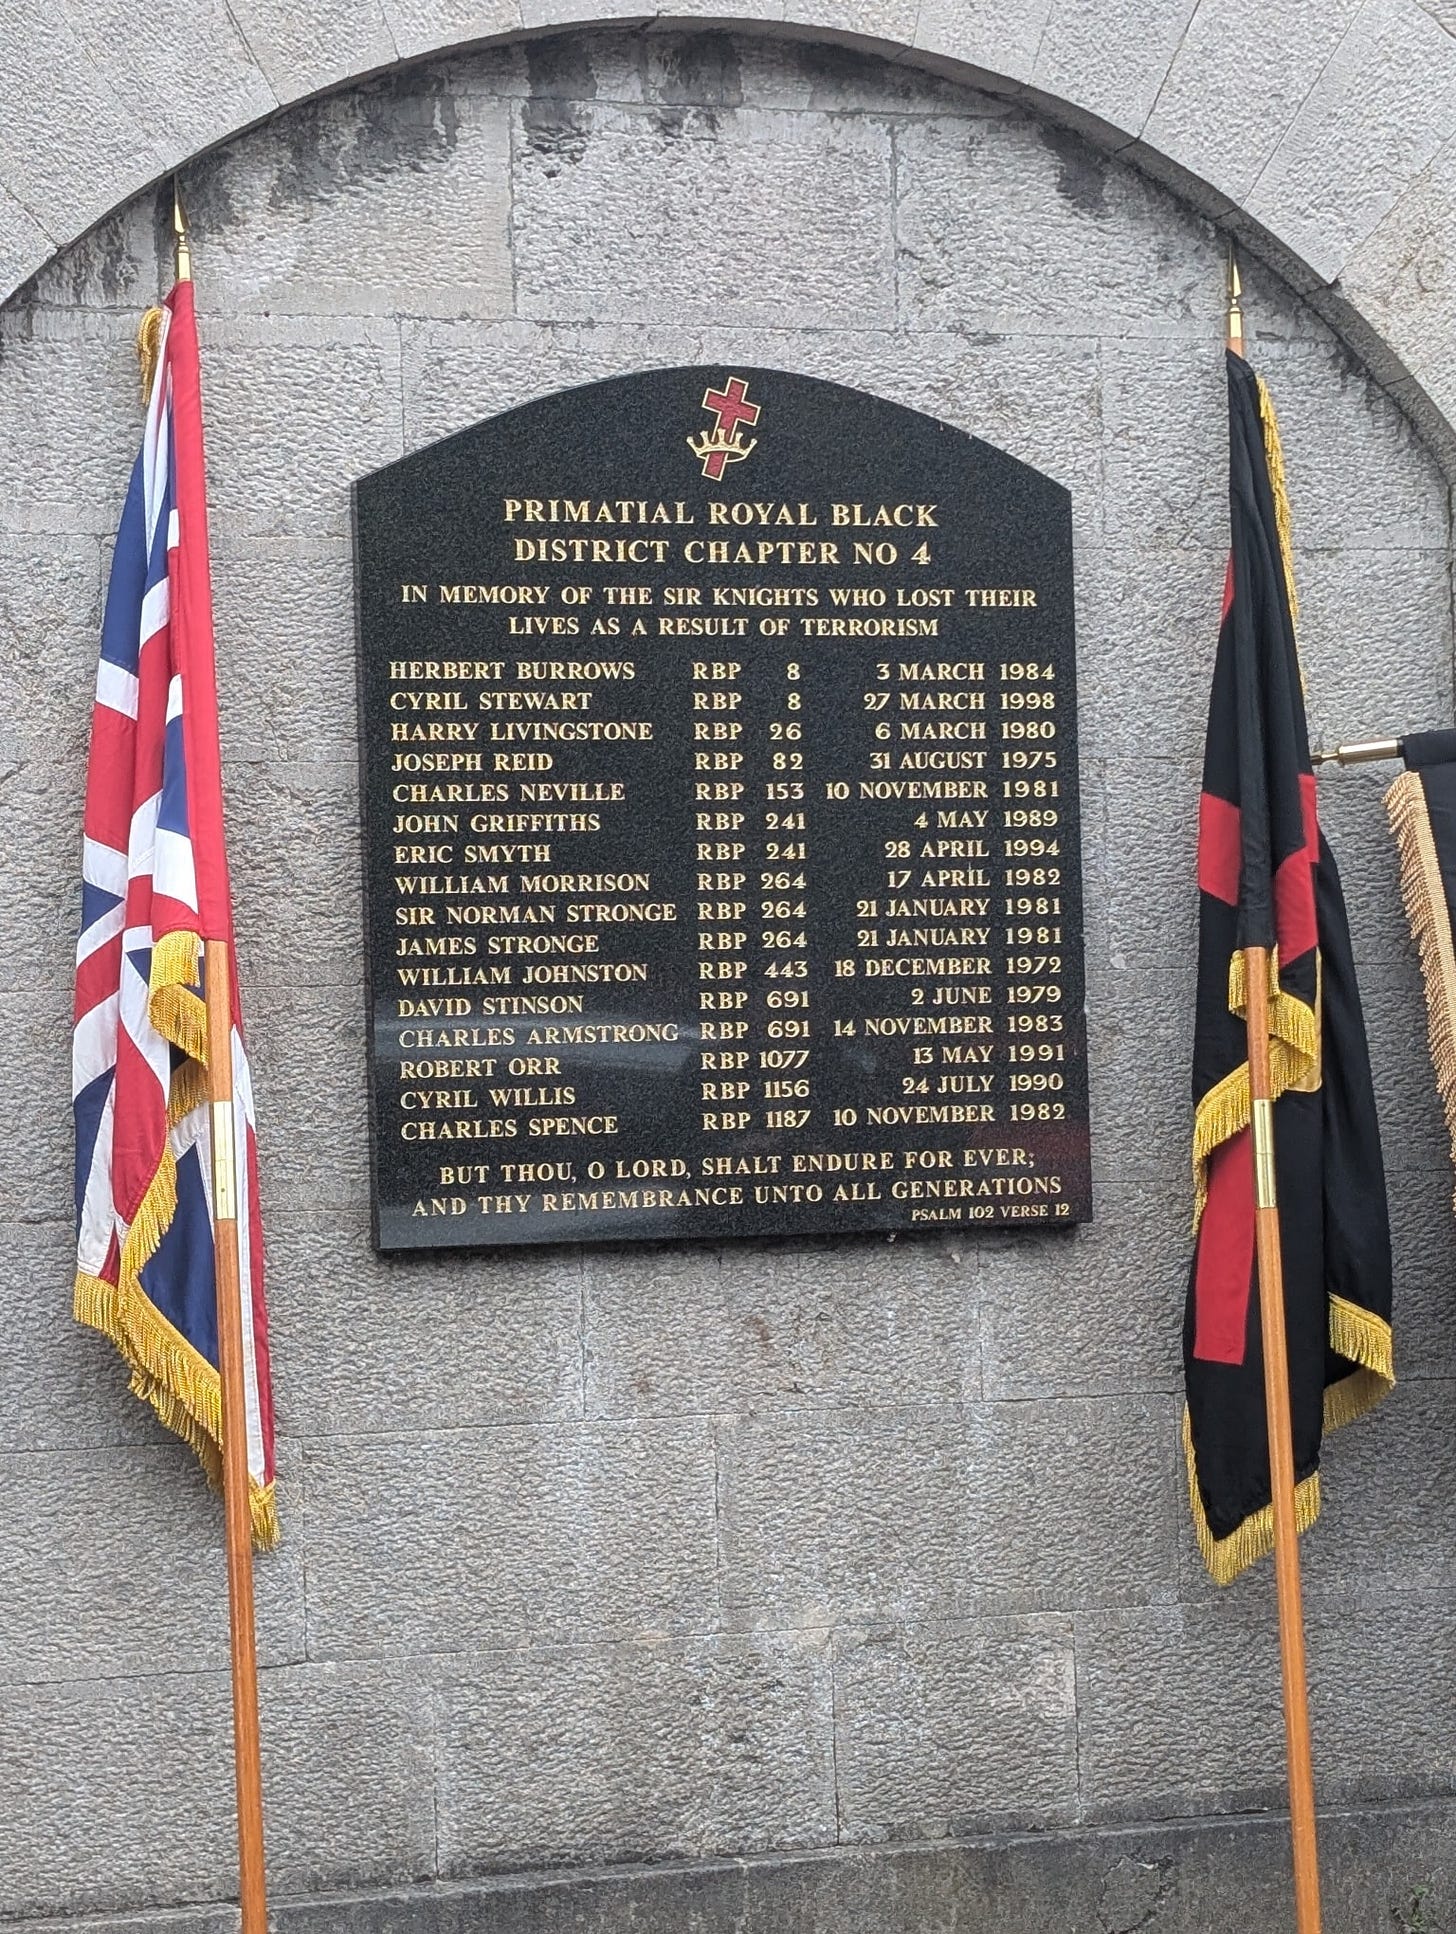 PRIMATIAL ROYAL BLACK
DISTRICT CHAPTER NO 4
IN MEMORY OF THE SIR KNIGHTS WHO LOST THEIR
LIVES AS A RESULT OF TERRORISM
HERBERT BURROWS RBP 8 3 MARCH 1984
CYRIL STEWART RBP 8 27 MARCH 1998
HARRY LIVINGSTONE RBP 26 6 MARCH 1980
JOSEPH REID RBP 82 31 AUGUST 1975
CHARLES NEVILLE RBP 153 10 NOVEMBER 1981
JOHN GRIFFITHS RBP 241 4 MAY 1989
ERIC SMYTH RBP 241 28 APRIL 1994
WILLIAM MORRISON RBP 264 17 APRIL 1982
SIR NORMAN STRONGE RBP 264 21 JANUARY 1981
JAMES STRONGE RBP 264 21 JANUARY 1981
WILLIAM JOHNSTON RBP 443 18 DECEMBER 1972
DAVID STINSON RBP 691 2 JUNE 1979
CHARLES ARMSTRONG RBP 691 14 NOVEMBER 1983
ROBERT ORR RBP 1077 13 MAY 1991
CYRIL WILLIS RBP 1156 24 JULY 1990
CHARLES SPENCE RBP 1187 10 NOVEMBER 1982
BUT THOU, O LORD, SHALT ENDURE FOR EVER;
AND THY REMEMBRANCE UNTO ALL GENERATIONS
PSALM 102 VERSE 12